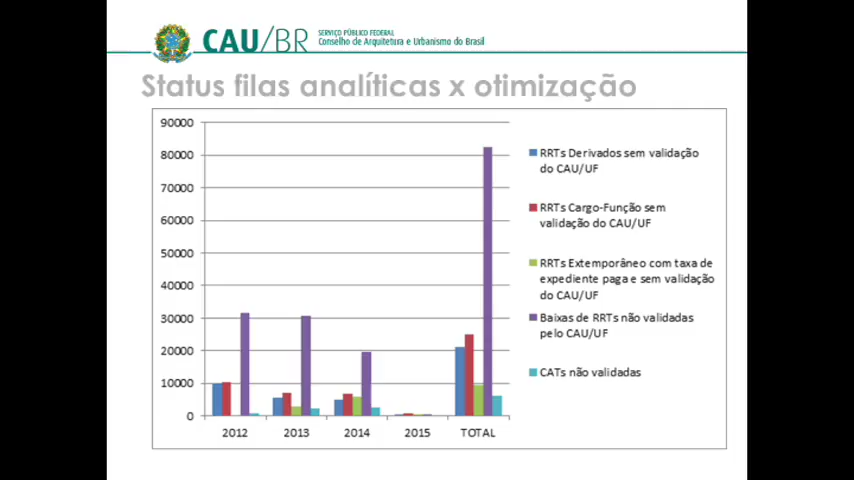 CAU/BR
SERVIÇO PÚBLICO FEDERAL
Conselho de Arquitetura e Urbanismo do Brasil
Status filas analíticas x otimização
90000
80000
70000
60000
50000
40000
30000
20000
10000
0
2012
2013
2014
2015
TOTAL
RRTs Derivados sem validação
do CAU/UF
RRTs Cargo-Função sem
validação do CAU/UF
RRTs Extemporâneo com taxa de
expediente paga e sem validação
do CAU/UF
Baixas de RRTs não validadas
pelo CAU/UF
CATs não validadas